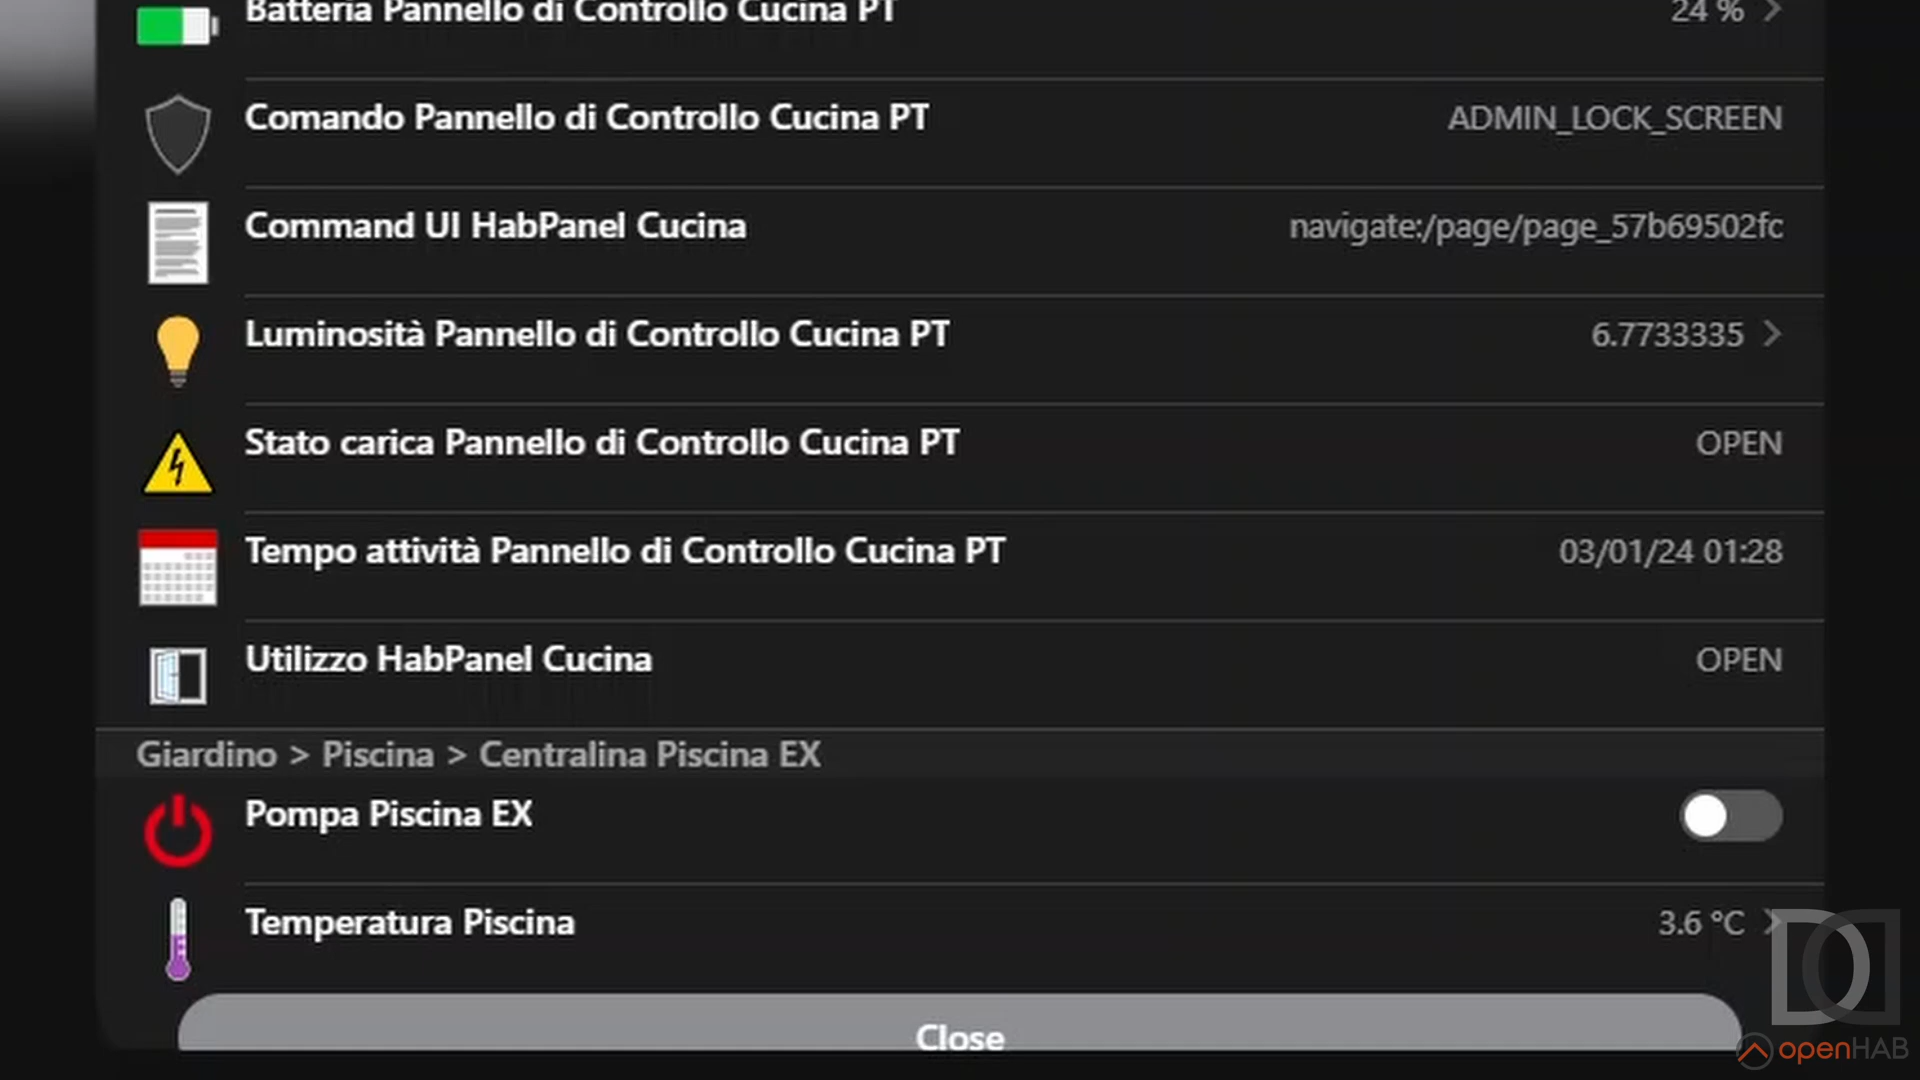 Batteria Pannello di Controllo Cucina PT
24 %
Comando Pannello di Controllo Cucina PT
ADMIN_LOCK_SCREEN
Command UI HabPanel Cucina
navigate:/page/page_57b69502fc
Luminosità Pannello di Controllo Cucina PT
6.7733335
Stato carica Pannello di Controllo Cucina PT
OPEN
Tempo attività Pannello di Controllo Cucina PT
03/01/24 01:28
Utilizzo HabPanel Cucina
OPEN
Giardino > Piscina > Centralina Piscina EX
Pompa Piscina EX
Temperatura Piscina
3.6 °C
Close
openHAB